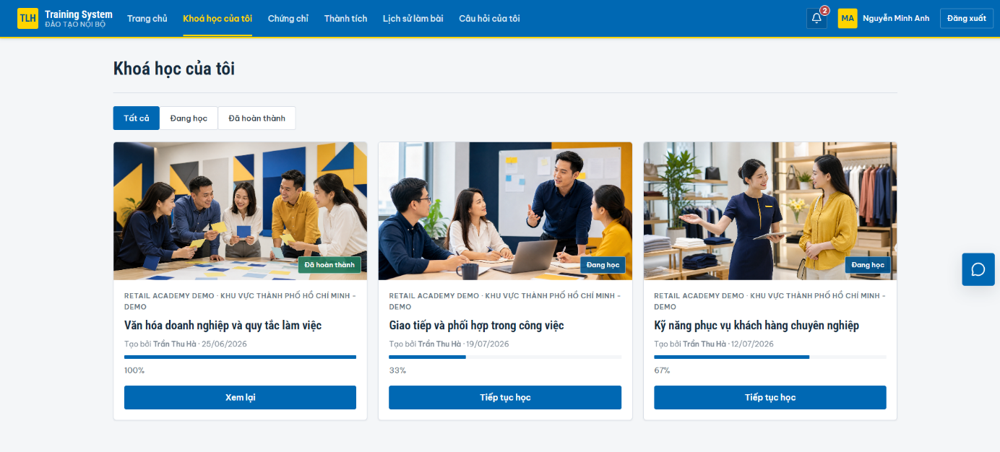 TLH
Training System
ĐÀO TẠO NỘI BỘ
Trang chủ
Khoá học của tôi
Chứng chỉ
Thành tích
Lịch sử làm bài
Câu hỏi của tôi
2
MA
Nguyễn Minh Anh
Đăng xuất
Khoá học của tôi
Tất cả
Đang học
Đã hoàn thành
Đã hoàn thành
RETAIL ACADEMY DEMO · KHU VỰC THÀNH PHỐ HỒ CHÍ MINH -
DEMO
Văn hóa doanh nghiệp và quy tắc làm việc
Tạo bởi Trần Thu Hà · 25/06/2026
100%
Xem lại
Đang học
RETAIL ACADEMY DEMO · KHU VỰC THÀNH PHỐ HỒ CHÍ MINH -
DEMO
Giao tiếp và phối hợp trong công việc
Tạo bởi Trần Thu Hà · 19/07/2026
33%
Tiếp tục học
Đang học
RETAIL ACADEMY DEMO · KHU VỰC THÀNH PHỐ HỒ CHÍ MINH -
DEMO
Kỹ năng phục vụ khách hàng chuyên nghiệp
Tạo bởi Trần Thu Hà · 12/07/2026
67%
Tiếp tục học